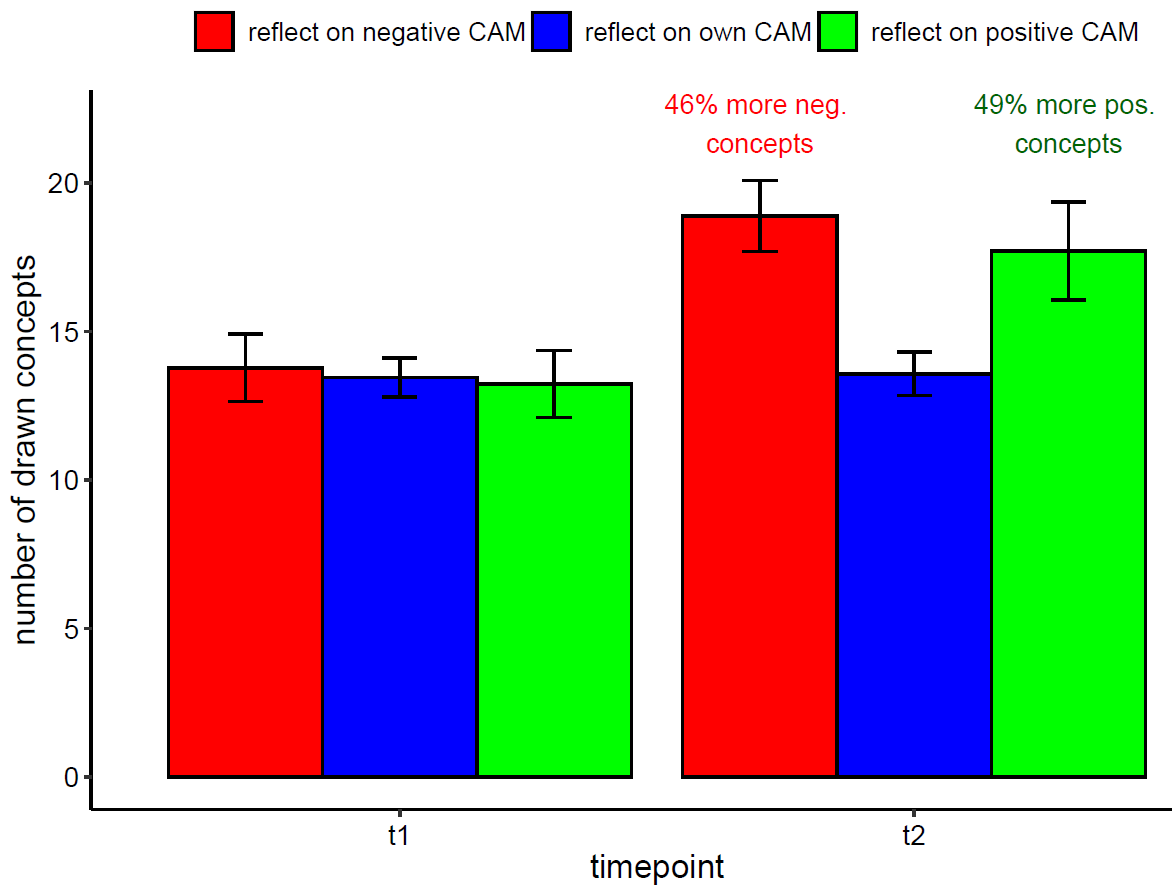 reflect on negative CAM reflect on own CAM reflect on positive CAM
46% more neg.
concepts
49% more pos.
concepts
number of drawn concepts
20
15
10
5
0
t1 t2
timepoint